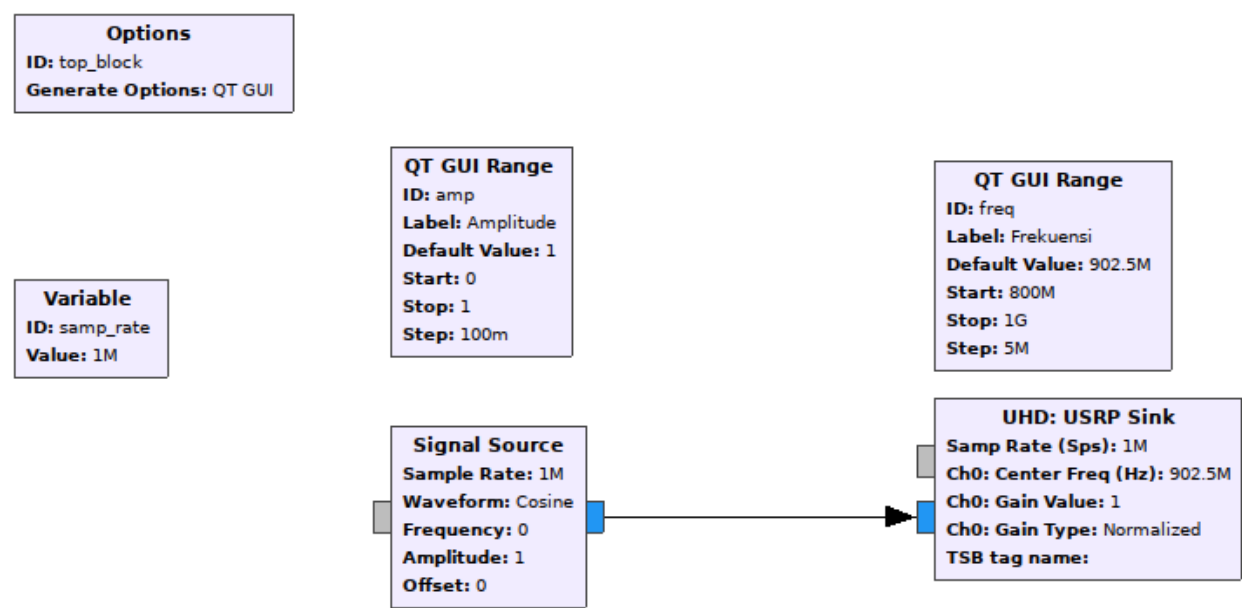 Options
ID: top_block
Generate Options: QT GUI
QT GUI Range
ID: amp
Label: Amplitude
Default Value: 1
Start: 0
Stop: 1
Step: 100m
QT GUI Range
ID: freq
Label: Frekuensi
Default Value: 902.5M
Start: 800M
Stop: 1G
Step: 5M
Variable
ID: samp_rate
Value: 1M
Signal Source
Sample Rate: 1M
Waveform: Cosine
Frequency: 0
Amplitude: 1
Offset: 0
UHD: USRP Sink
Samp Rate (Sps): 1M
Ch0: Center Freq (Hz): 902.5M
Ch0: Gain Value: 1
Ch0: Gain Type: Normalized
TSB tag name: